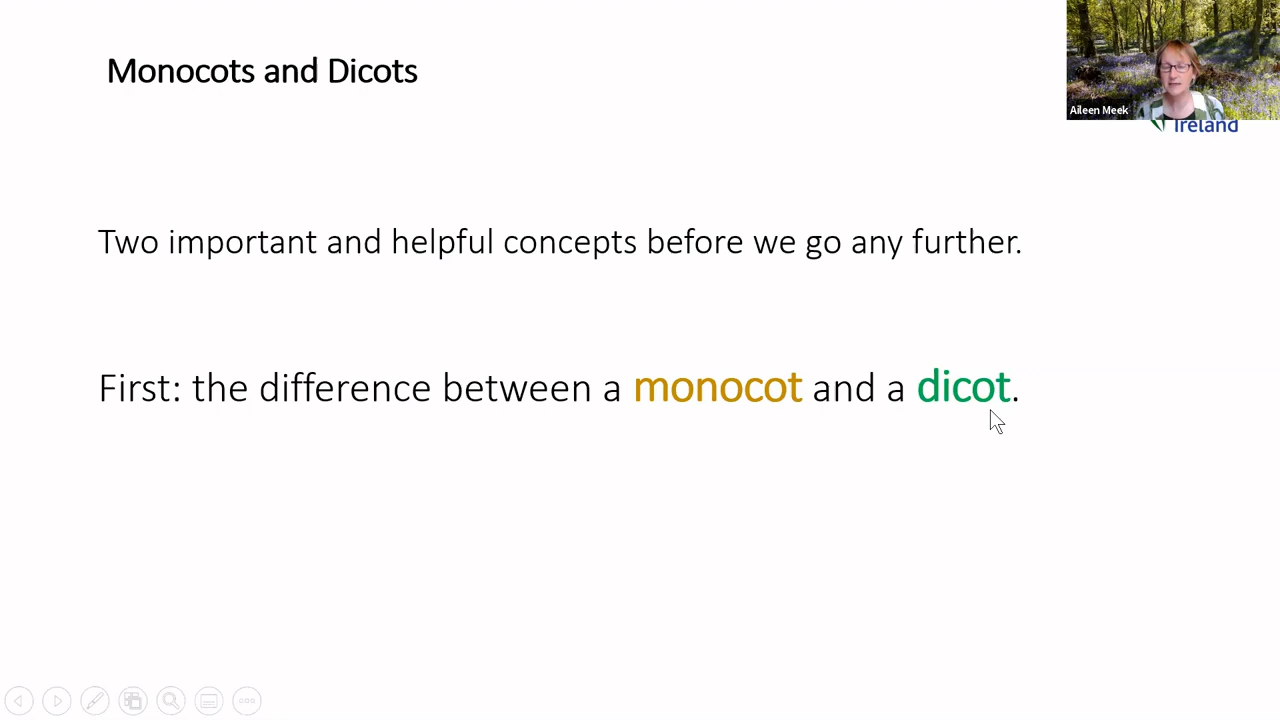 Monocots and Dicots
Aileen Meek
Ireland
Two important and helpful concepts before we go any further.
First: the difference between a monocot and a dicot.